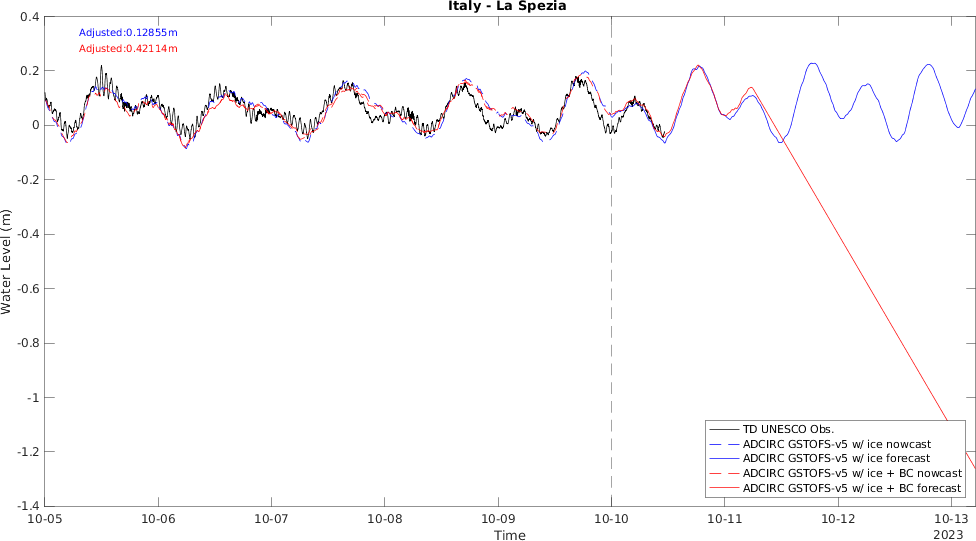 Italy - La Spezia
Adjusted:0.12855m
Adjusted:0.42114m
0.4
0.2
0
-0.2
-0.4
-0.6
-0.8
-1
-1.2
-1.4
Water Level (m)
TD UNESCO Obs.
ADCIRC GSTOFS-v5 w/ ice nowcast
ADCIRC GSTOFS-v5 w/ ice forecast
ADCIRC GSTOFS-v5 w/ ice + BC nowcast
ADCIRC GSTOFS-v5 w/ ice + BC forecast
10-05 10-06 10-07 10-08 10-09 10-10 10-11 10-12 10-13
Time
2023